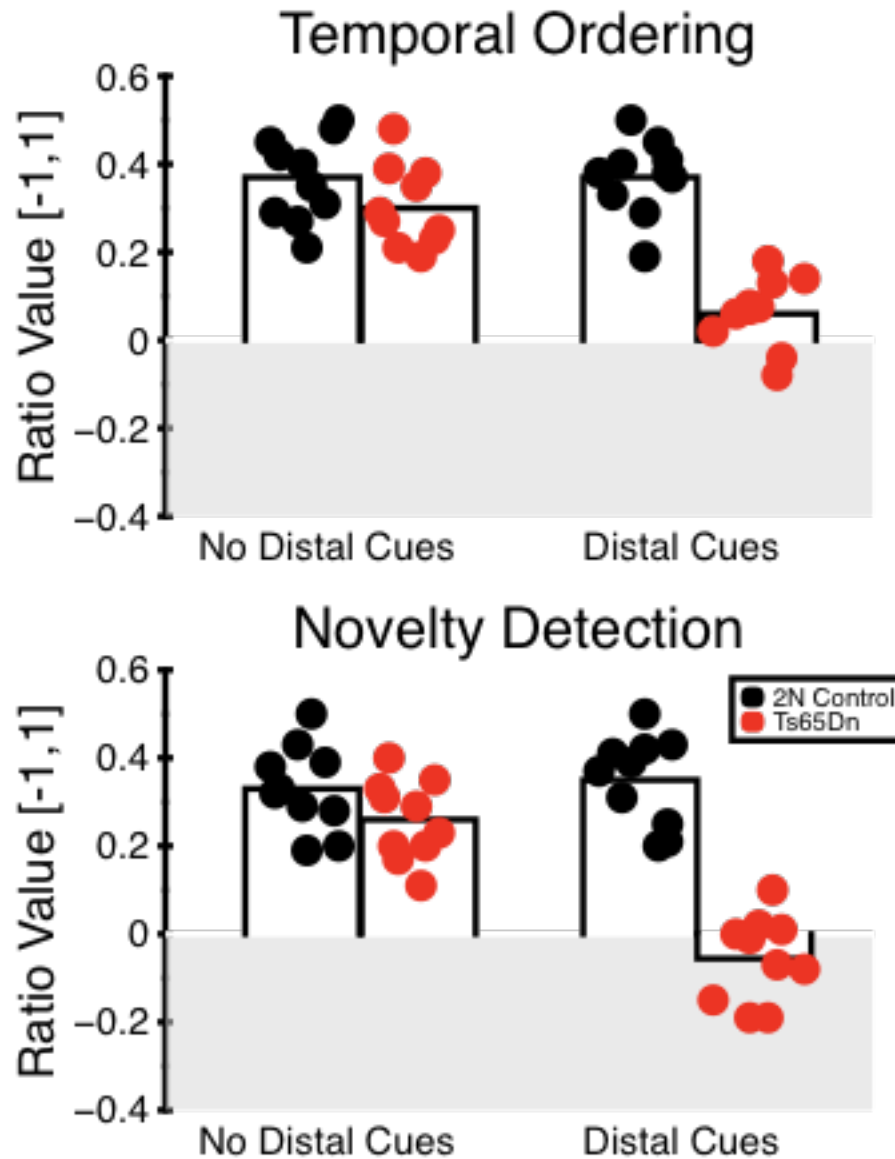 Temporal Ordering
Ratio Value [-1,1]
0.6
0.4
0.2
0
−0.2
−0.4
No Distal Cues Distal Cues
Novelty Detection
Ratio Value [-1,1]
0.6
0.4
0.2
0
−0.2
−0.4
2N Control
Ts65Dn
No Distal Cues Distal Cues